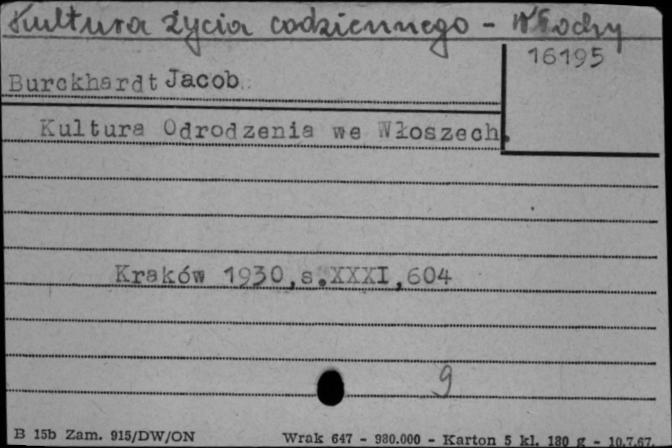 Kultura życia codziennego - Włochy
16195
Burckhardt Jacob
Kultura Odrodzenia we Włoszech.
Kraków 1930,s.XXXI,604
9
B 15b Zam. 915/DW/ON Wrak 647 - 980.000 - Karton 5 kl. 180 g - 10.7.67.